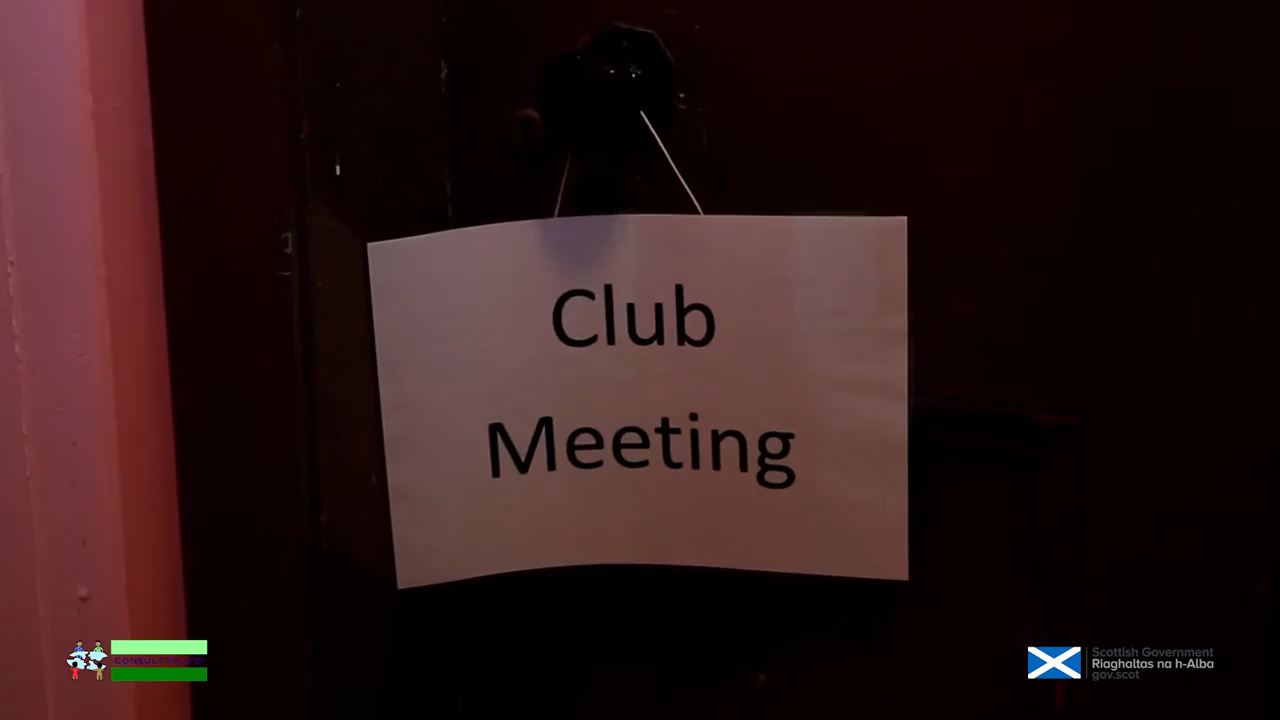 Club
Meeting
Scottish Government
Riaghaltas na h-Alba
gov.scot